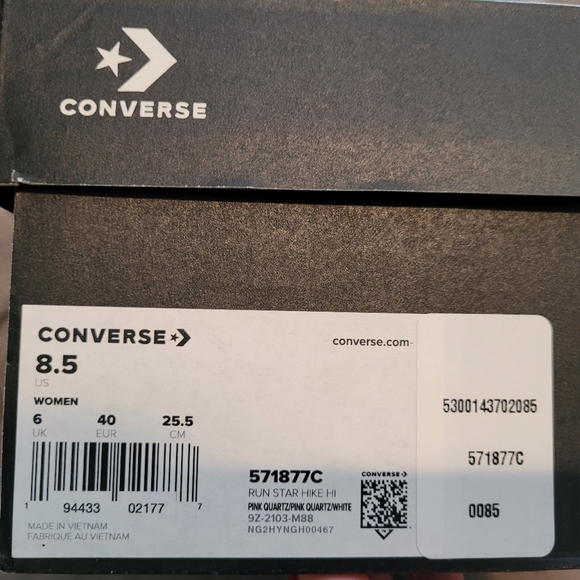 CONVERSE
CONVERSE
converse.com
8.5
US
WOMEN
6 40 25.5
UK EUR CM
1 94433 02177 7
MADE IN VIETNAM
FABRIQUE AU VIETNAM
571877C
RUN STAR HIKE HI
PINK QUARTZ/PINK QUARTZ/WHITE
9Z-2103-M88
NG2HYNGH00467
CONVERSE
5300143702085
571877C
0085